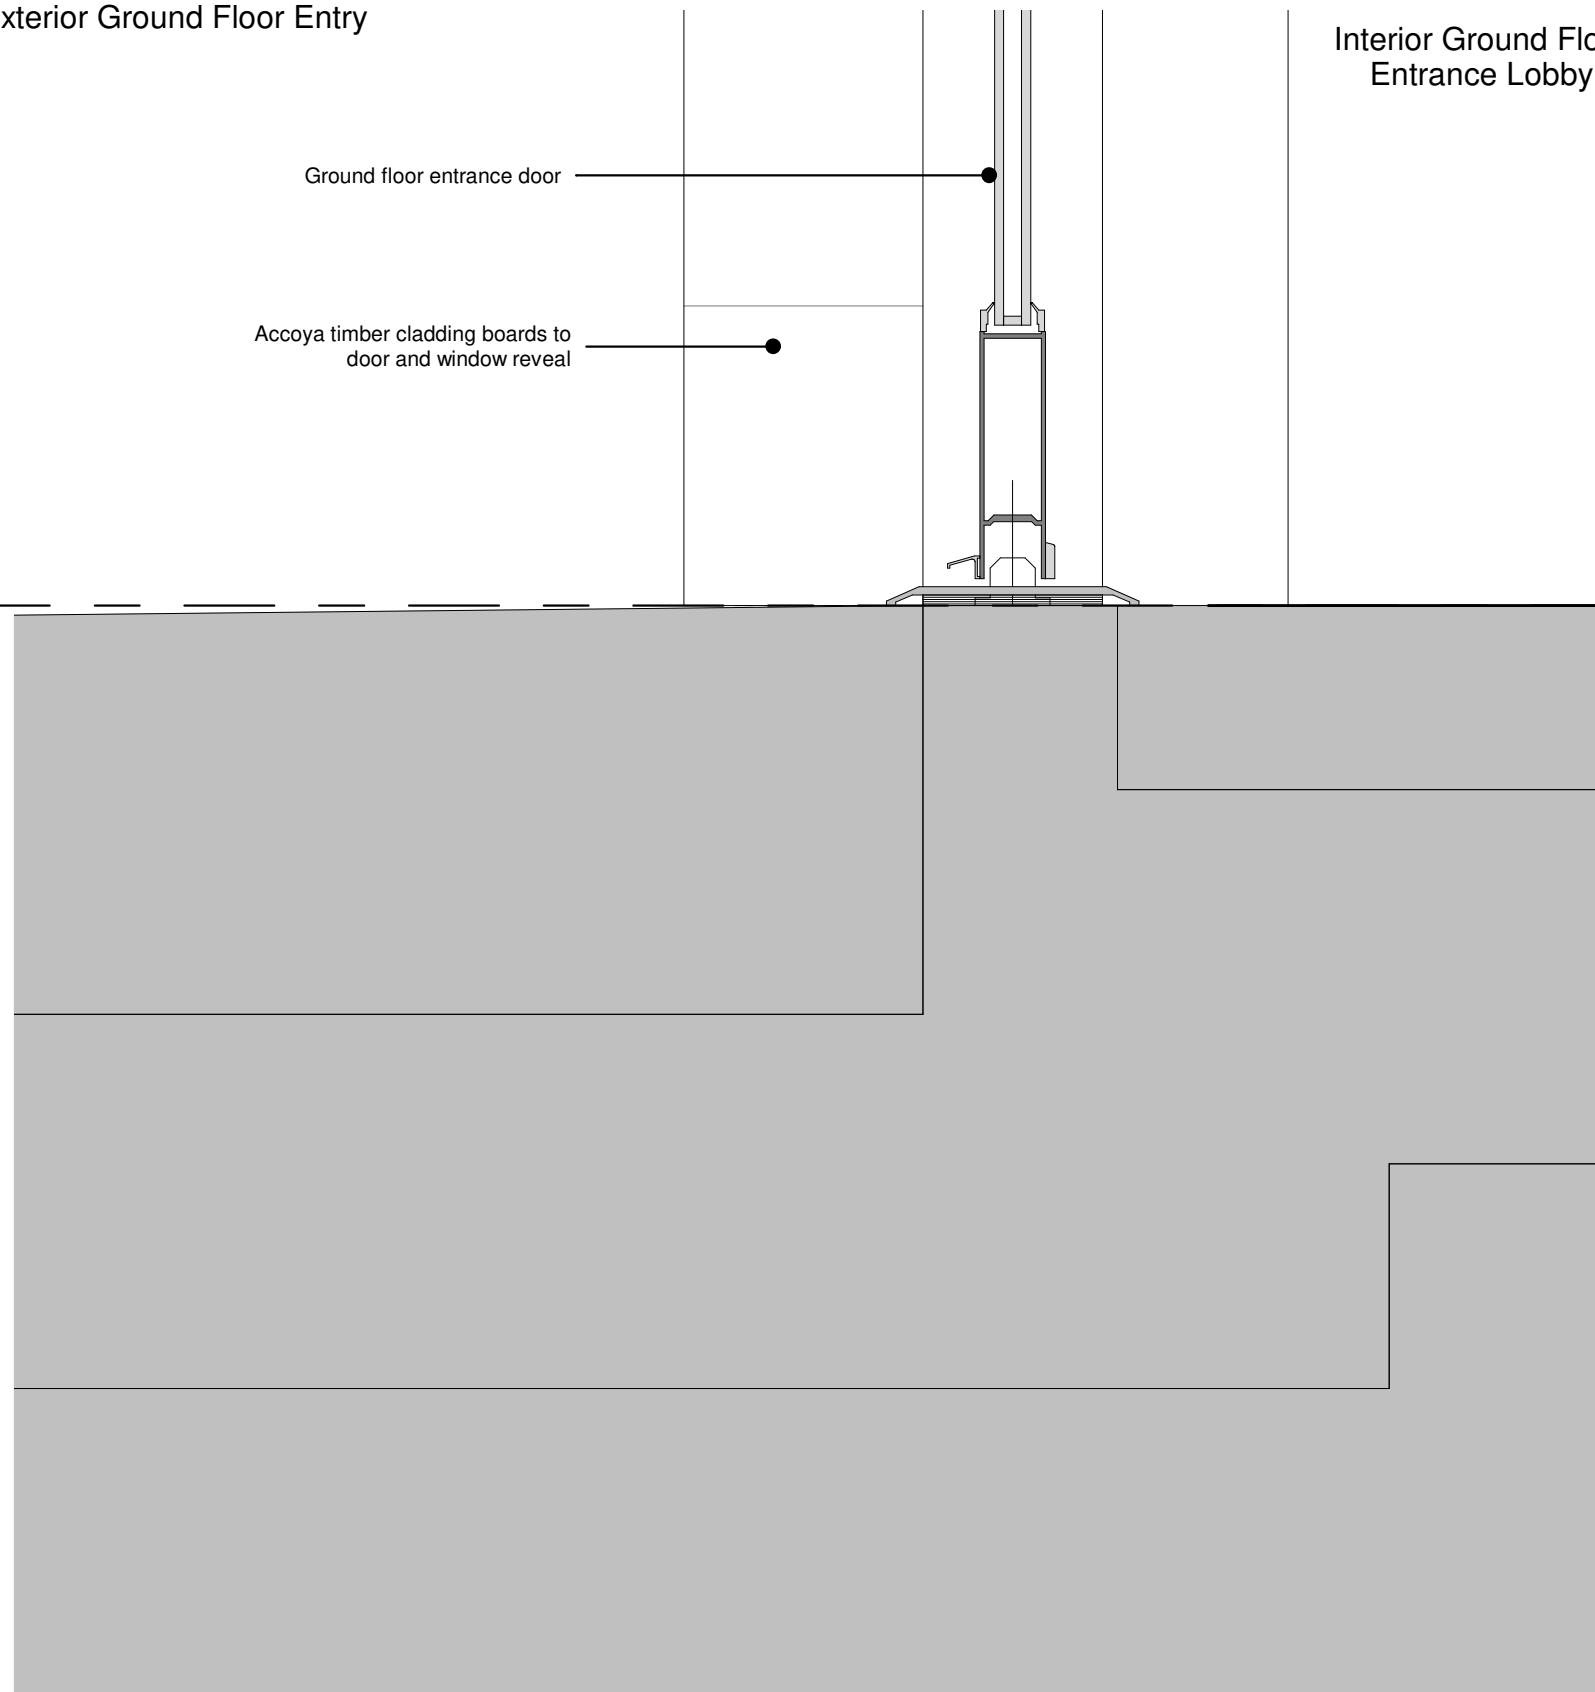 xterior Ground Floor Entry
Interior Ground Flo
Entrance Lobby
Ground floor entrance door
Accoya timber cladding boards to
door and window reveal